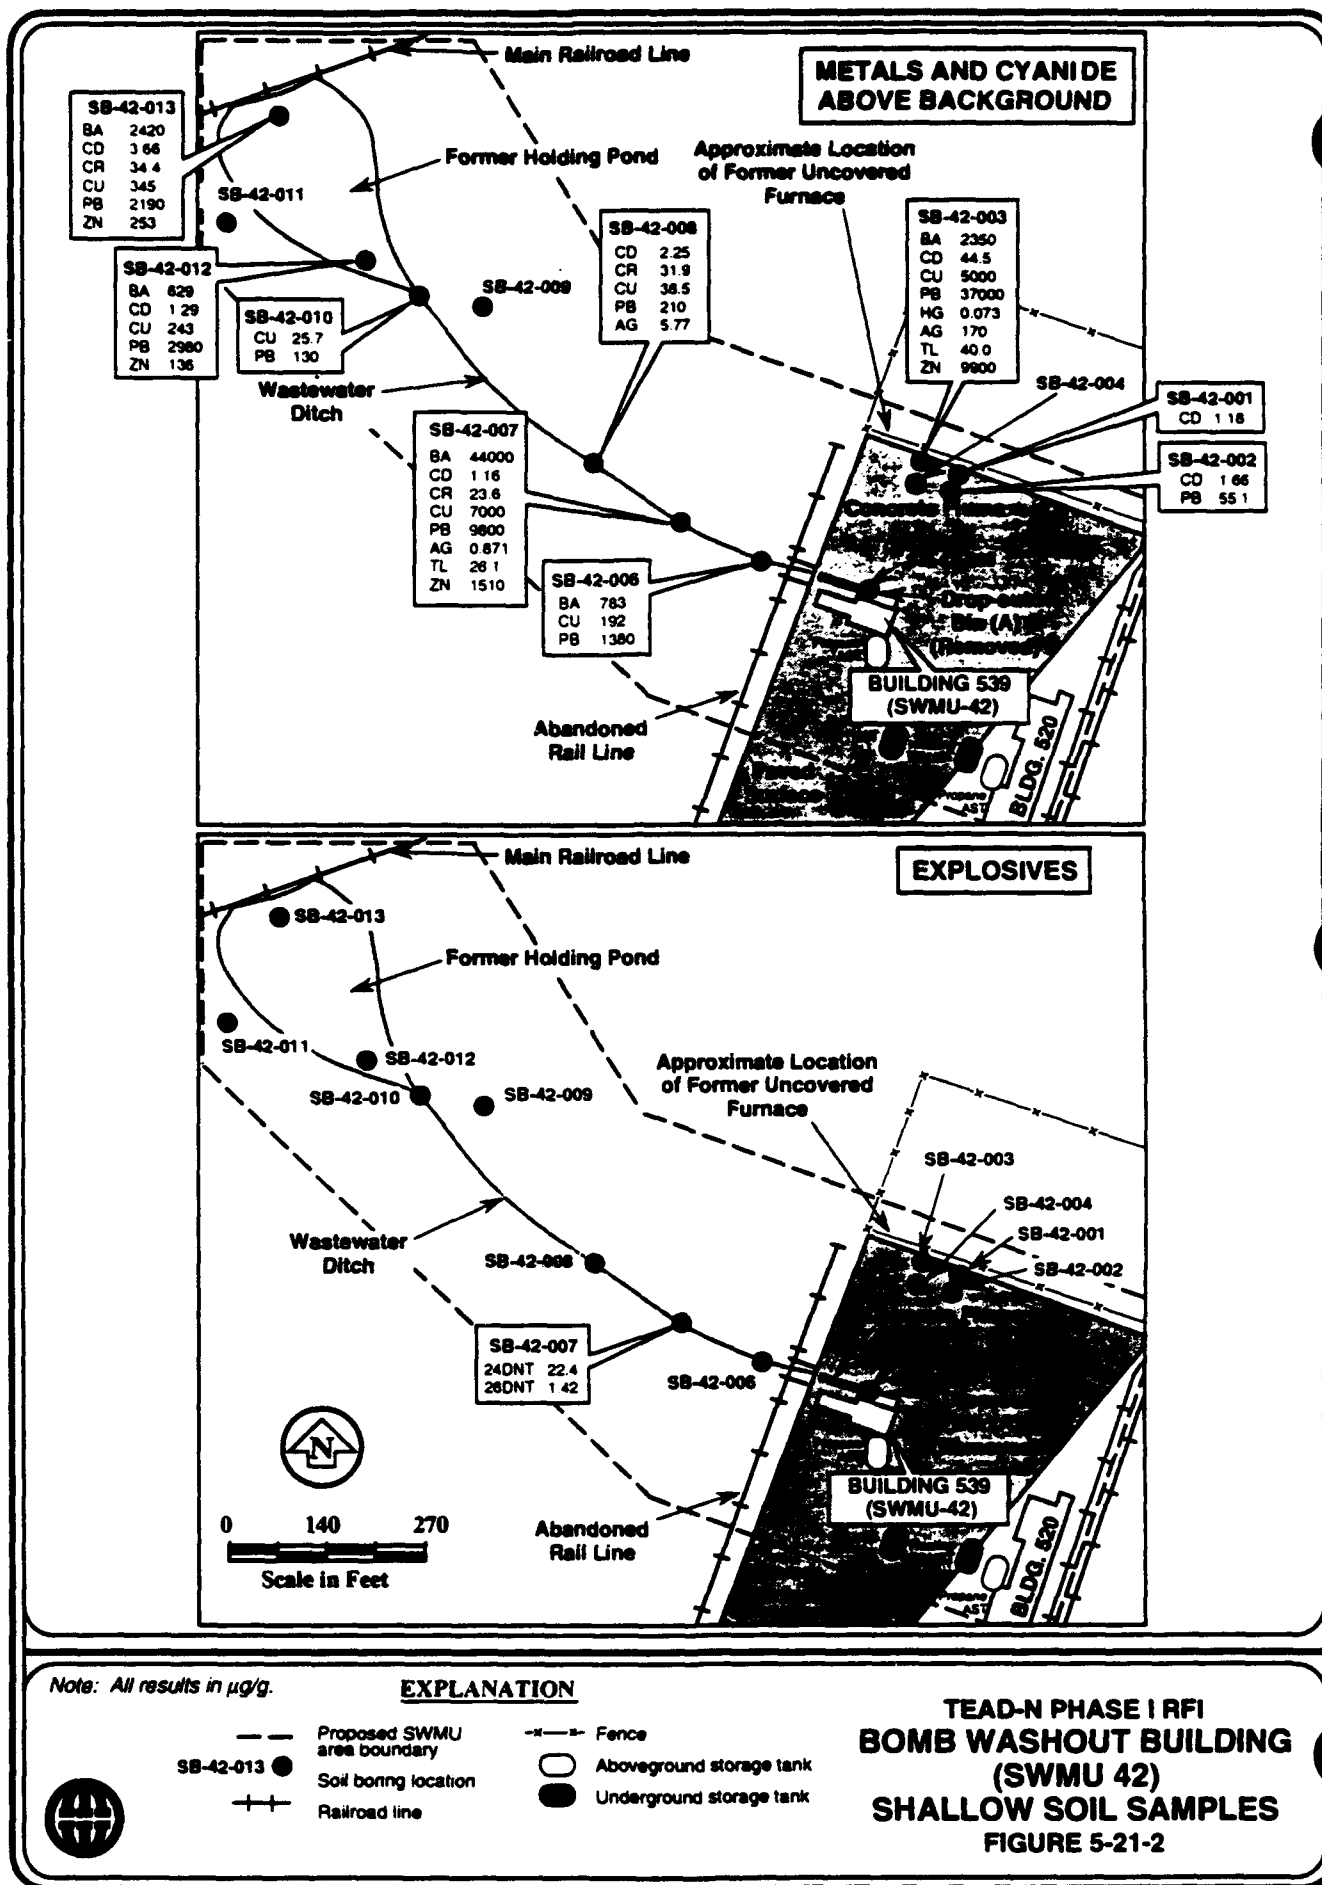 Main Railroad Line
METALS AND CYANIDE
ABOVE BACKGROUND
SB-42-013
BA 2420
CD 3.66
CR 34.4
CU 345
PB 2190
ZN 253
Former Holding Pond
Approximate Location
of Former Uncovered
Furnace
SB-42-011
SB-42-012
BA 629
CD 1.29
CU 243
PB 2980
ZN 136
SB-42-010
CU 25.7
PB 130
SB-42-009
SB-42-008
CD 2.25
CR 31.9
CU 36.5
PB 210
AG 5.77
SB-42-003
BA 2350
CD 44.5
CU 5000
PB 37000
HG 0.073
AG 170
TL 40.0
ZN 9900
SB-42-004
SB-42-001
CD 1.18
SB-42-002
CD 1.66
PB 55.1
Wastewater
Ditch
SB-42-007
BA 44000
CD 1.16
CR 23.6
CU 7000
PB 9800
AG 0.871
TL 26.1
ZN 1510
SB-42-006
BA 783
CU 192
PB 1380
Concrete
Drop-out
Bin (A)
(Removed)
BUILDING 539
(SWMU-42)
Abandoned
Rail Line
Paved
Surface
Propane
AST
BLDG. 520
Main Railroad Line
EXPLOSIVES
SB-42-013
Former Holding Pond
SB-42-011
SB-42-012
SB-42-010
SB-42-009
Approximate Location
of Former Uncovered
Furnace
SB-42-003
SB-42-004
SB-42-001
SB-42-002
Wastewater
Ditch
SB-42-008
SB-42-007
24DNT 22.4
26DNT 1.42
SB-42-006
N
BUILDING 539
(SWMU-42)
0 140 270
Scale in Feet
Abandoned
Rail Line
Propane
AST
BLDG. 520
Note: All results in µg/g.
EXPLANATION
Proposed SWMU
area boundary
SB-42-013
Soil boring location
Railroad line
Fence
Aboveground storage tank
Underground storage tank
TEAD-N PHASE I RFI
BOMB WASHOUT BUILDING
(SWMU 42)
SHALLOW SOIL SAMPLES
FIGURE 5-21-2